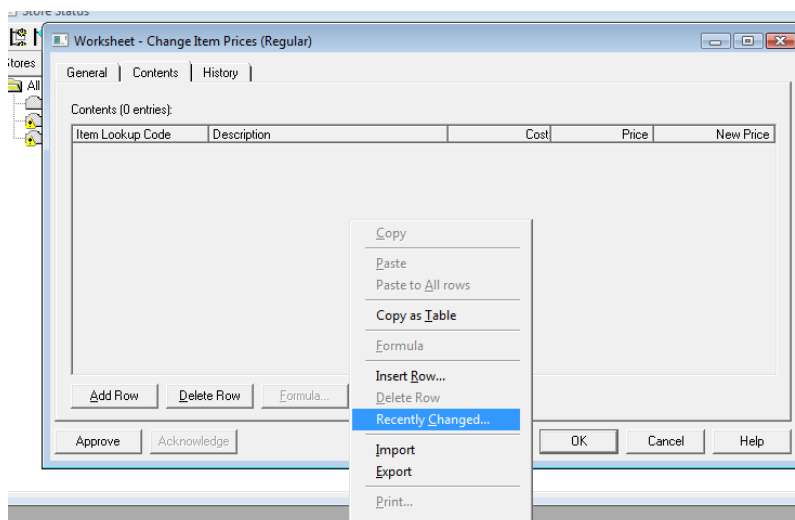 Store Status
Worksheet - Change Item Prices (Regular)
Stores
All
General Contents History
Contents (0 entries):
Item Lookup Code Description Cost Price New Price
Copy
Paste
Paste to All rows
Copy as Table
Formula
Insert Row...
Delete Row
Recently Changed...
Import
Export
Print...
Add Row Delete Row Formula...
Approve Acknowledge OK Cancel Help